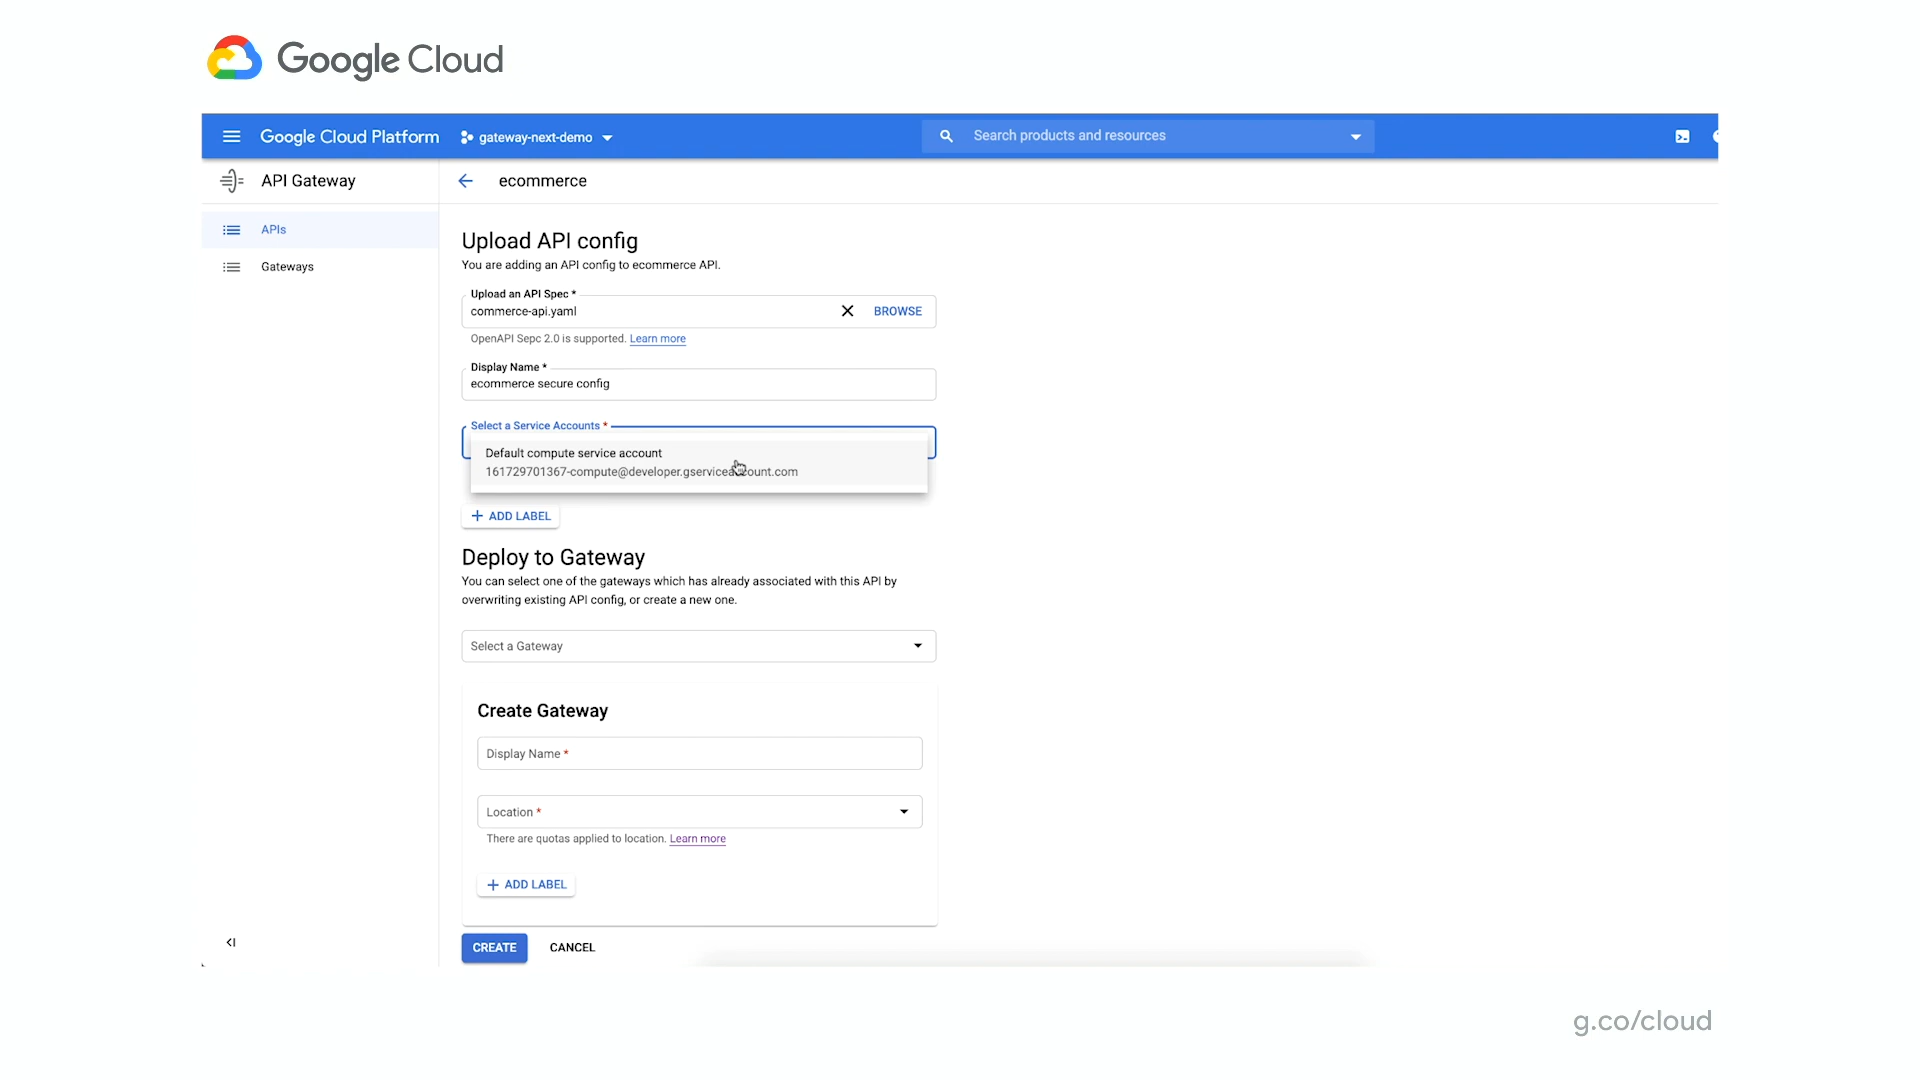 Google Cloud
Google Cloud Platform
gateway-next-demo
Search products and resources
API Gateway
ecommerce
APIs
Gateways
Upload API config
You are adding an API config to ecommerce API.
Upload an API Spec *
commerce-api.yaml
BROWSE
OpenAPI Sepc 2.0 is supported. Learn more
Display Name *
ecommerce secure config
Select a Service Accounts *
Default compute service account
161729701367-compute@developer.gserviceaccount.com
ADD LABEL
Deploy to Gateway
You can select one of the gateways which has already associated with this API by
overwriting existing API config, or create a new one.
Select a Gateway
Create Gateway
Display Name *
Location *
There are quotas applied to location. Learn more
ADD LABEL
CREATE
CANCEL
g.co/cloud